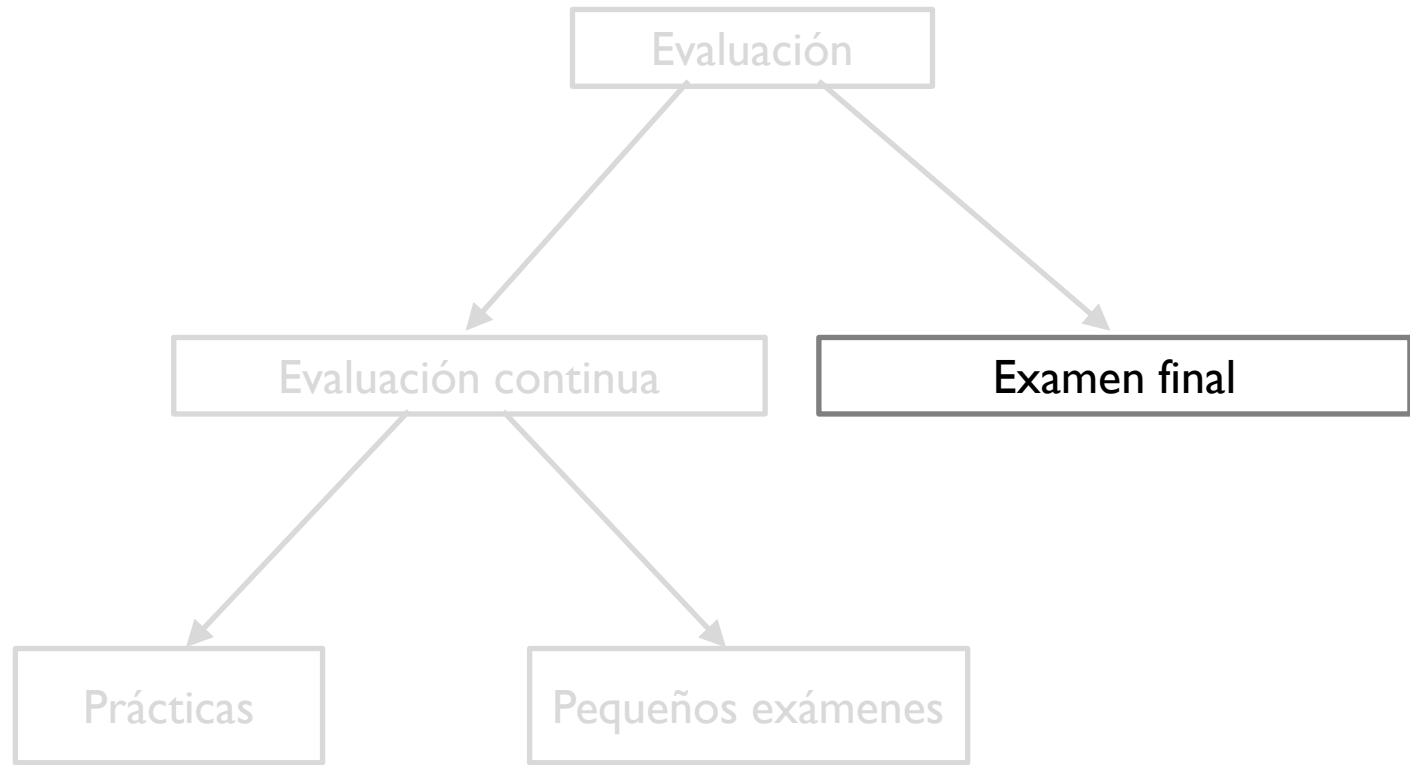 Evaluación
Evaluación continua
Examen final
Prácticas
Pequeños exámenes